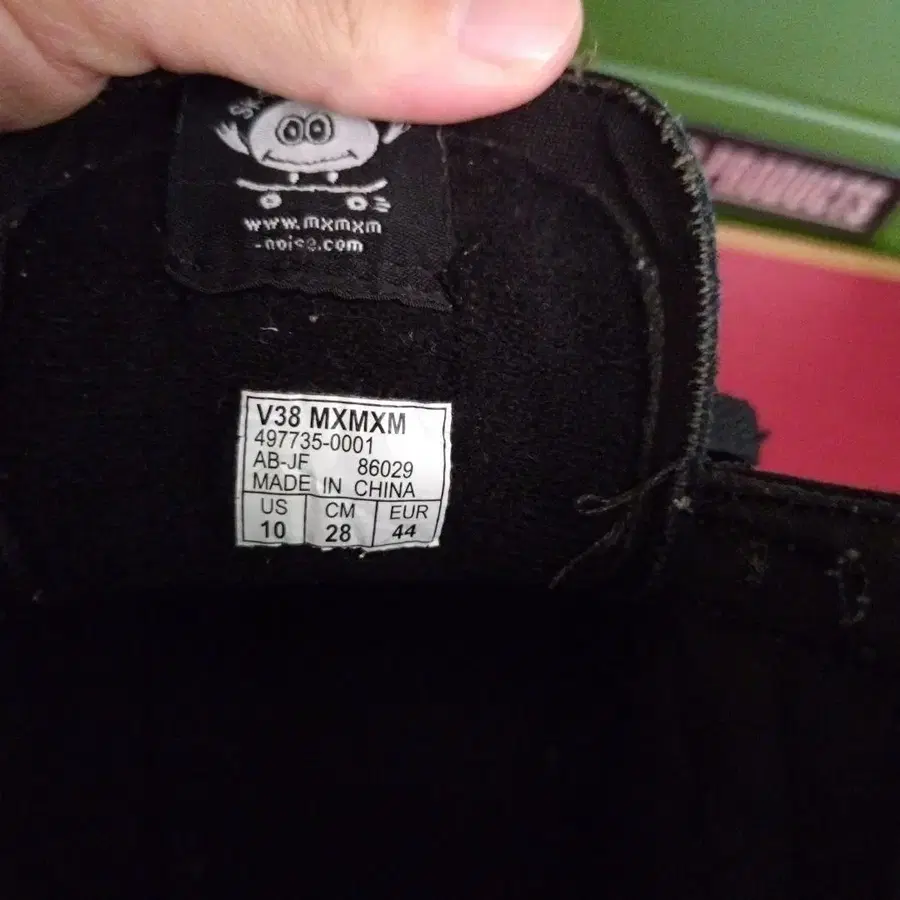 www.mxmxm
-noise.com
V38 MXMXM
497735-0001
AB-JF 86029
MADE IN CHINA
US CM EUR
10 28 44
PRODUCTS